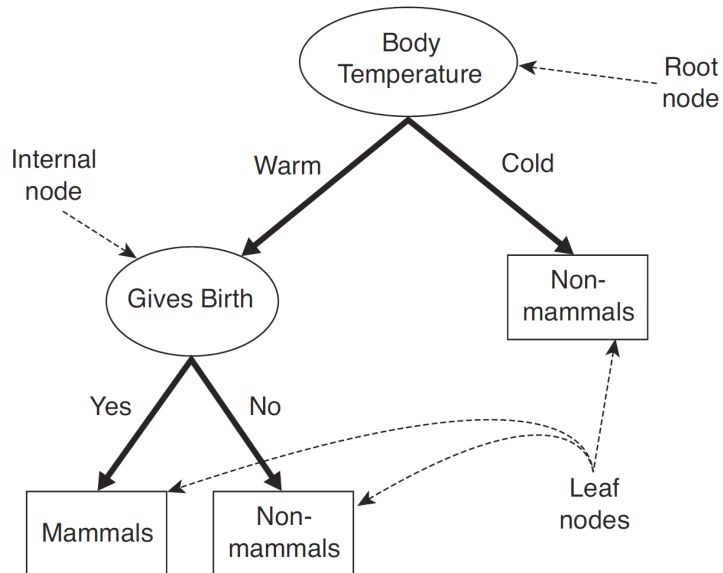 Body
Temperature
Root
node
Internal
node
Warm
Cold
Gives Birth
Non-
mammals
Yes
No
Mammals
Non-
mammals
Leaf
nodes